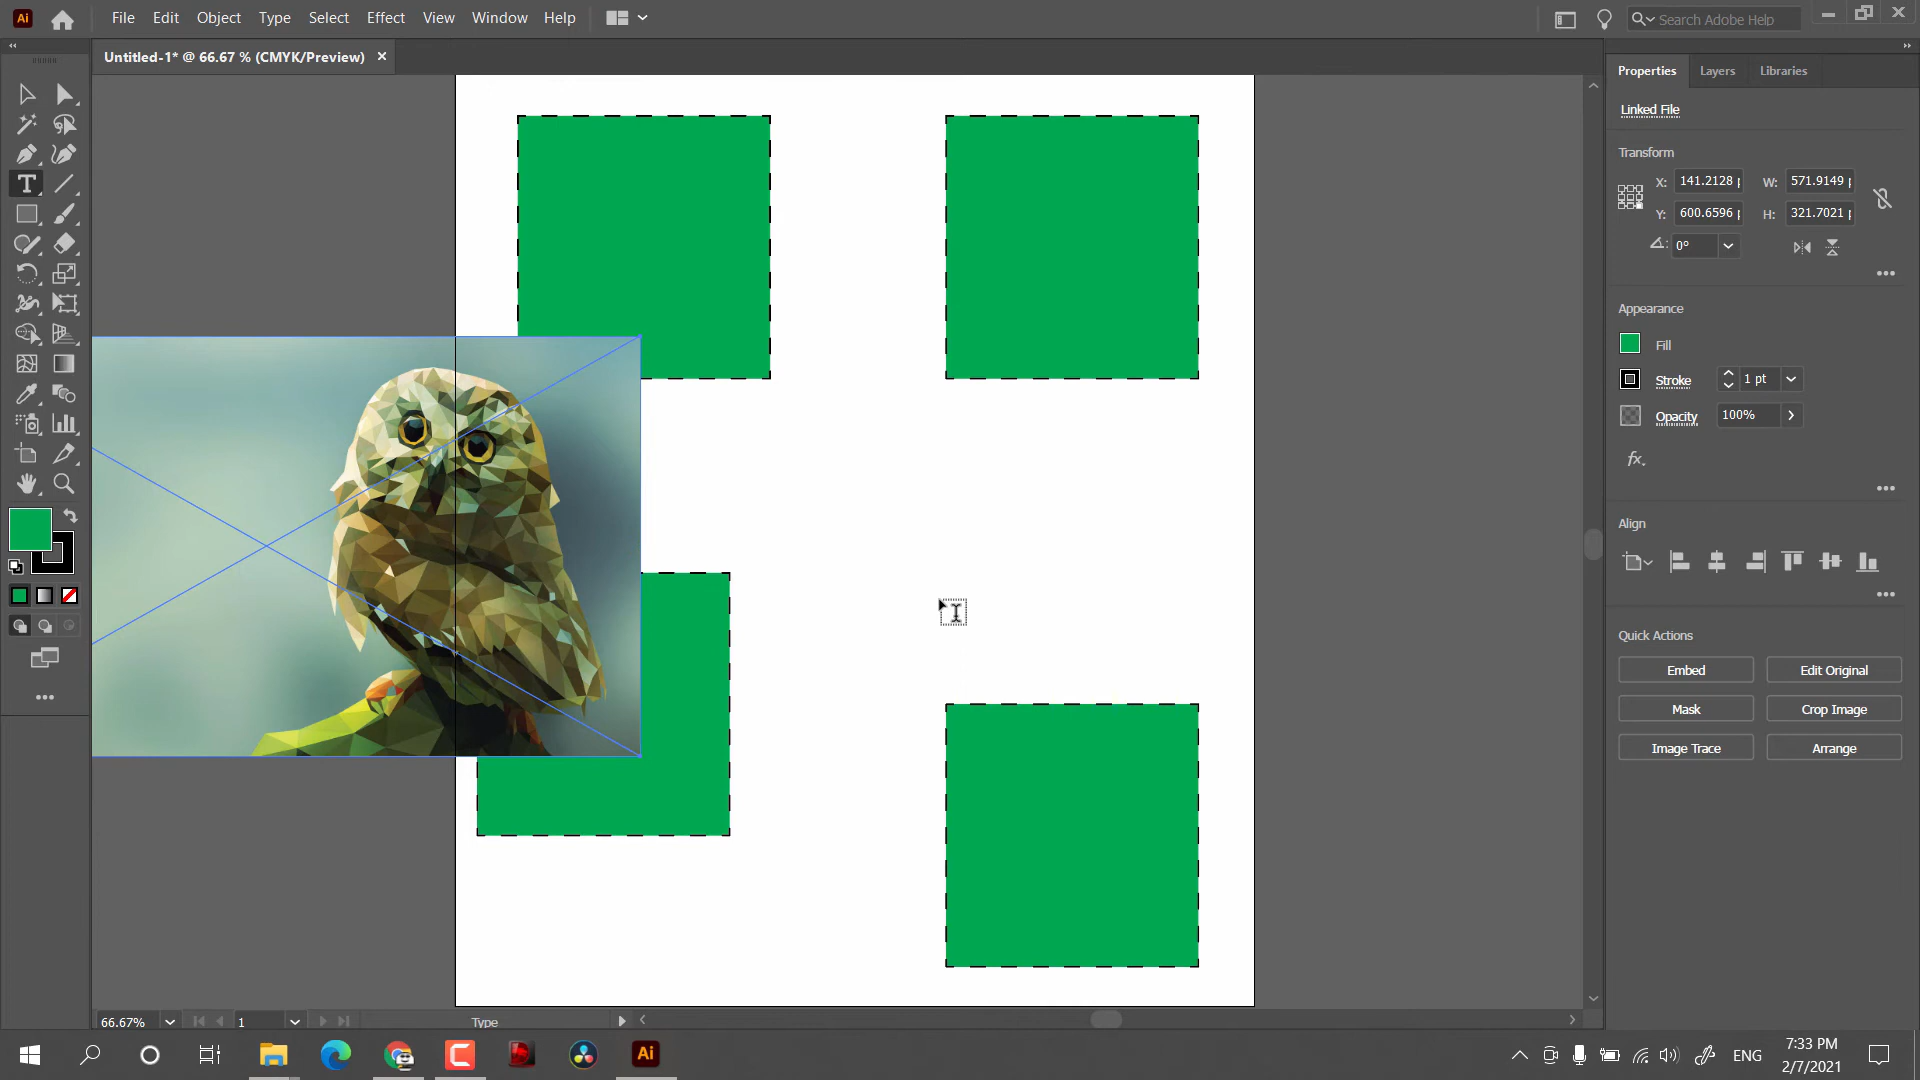 Ai File Edit Object Type Select Effect View Window Help Search Adobe Help
Untitled-1* @ 66.67 % (CMYK/Preview)
Properties Layers Libraries
Linked File
Transform
X: 141.2128 p W: 571.9149 p
Y: 600.6596 p H: 321.7021 p
0°
Appearance
Fill
Stroke 1 pt
Opacity 100%
fx.
Align
Quick Actions
Embed Edit Original
Mask Crop Image
Image Trace Arrange
66.67% 1 Type
Ai ENG 7:33 PM
2/7/2021